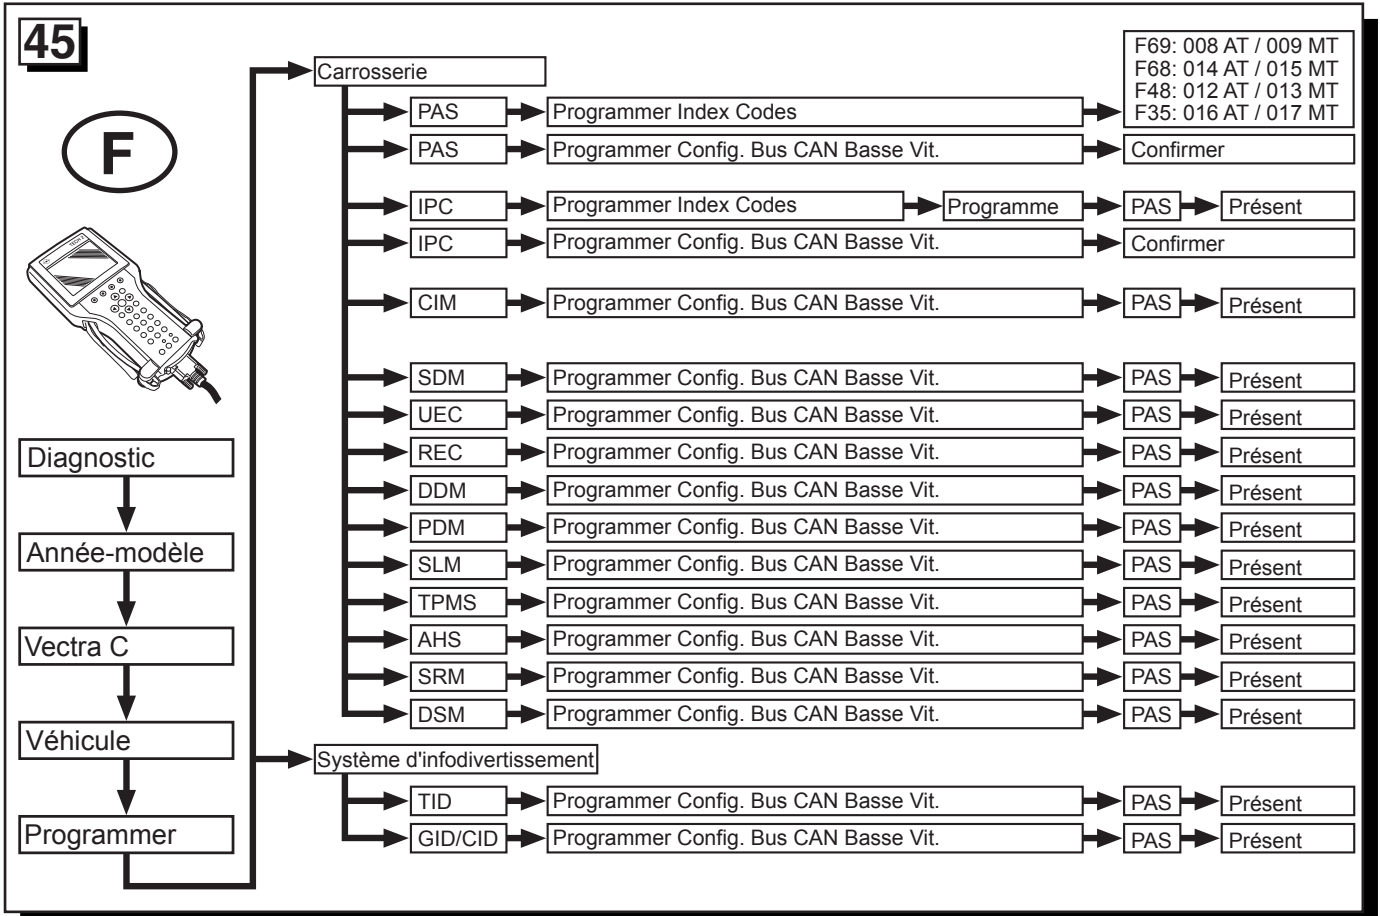 45
F
TECH 2
Diagnostic
Année-modèle
Vectra C
Véhicule
Programmer
Carrosserie
F69: 008 AT / 009 MT
F68: 014 AT / 015 MT
F48: 012 AT / 013 MT
F35: 016 AT / 017 MT
PAS Programmer Index Codes
PAS Programmer Config. Bus CAN Basse Vit. Confirmer
IPC Programmer Index Codes Programme PAS Présent
IPC Programmer Config. Bus CAN Basse Vit. Confirmer
CIM Programmer Config. Bus CAN Basse Vit. PAS Présent
SDM Programmer Config. Bus CAN Basse Vit. PAS Présent
UEC Programmer Config. Bus CAN Basse Vit. PAS Présent
REC Programmer Config. Bus CAN Basse Vit. PAS Présent
DDM Programmer Config. Bus CAN Basse Vit. PAS Présent
PDM Programmer Config. Bus CAN Basse Vit. PAS Présent
SLM Programmer Config. Bus CAN Basse Vit. PAS Présent
TPMS Programmer Config. Bus CAN Basse Vit. PAS Présent
AHS Programmer Config. Bus CAN Basse Vit. PAS Présent
SRM Programmer Config. Bus CAN Basse Vit. PAS Présent
DSM Programmer Config. Bus CAN Basse Vit. PAS Présent
Système d'infodivertissement
TID Programmer Config. Bus CAN Basse Vit. PAS Présent
GID/CID Programmer Config. Bus CAN Basse Vit. PAS Présent